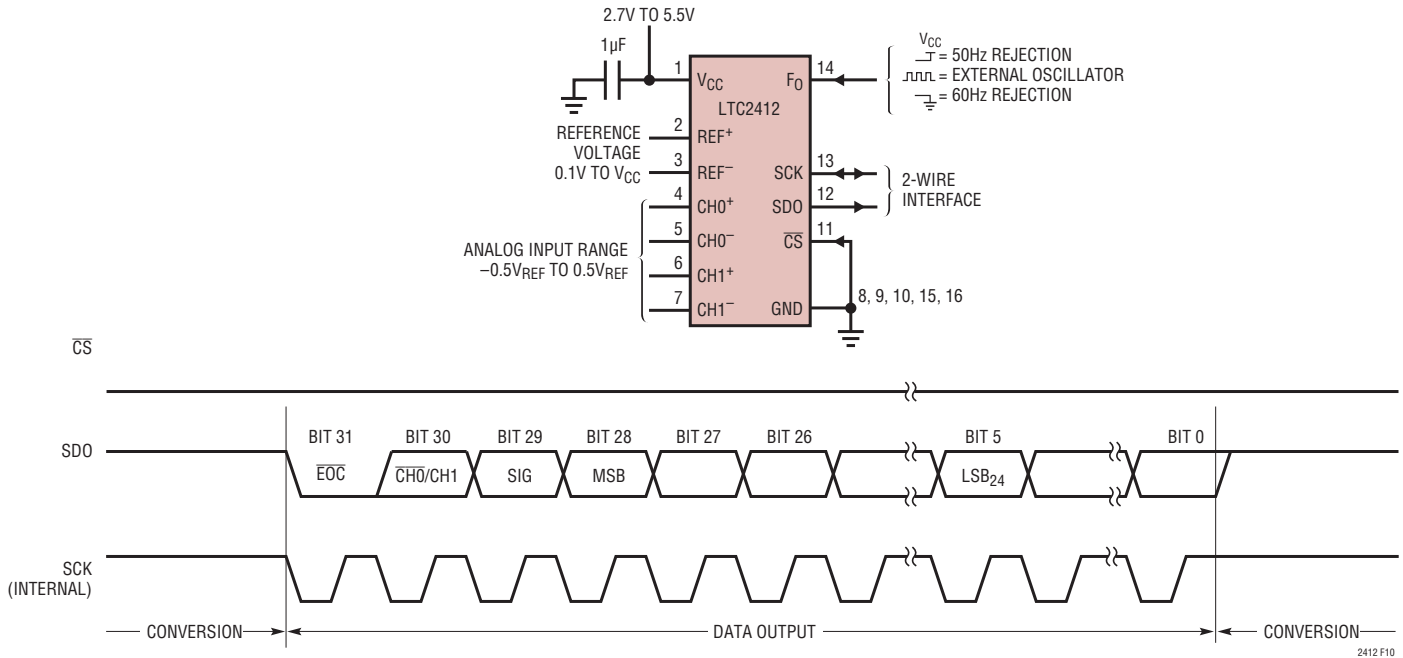 2.7V TO 5.5V
1µF
1
VCC
LTC2412
FO
14
VCC
= 50Hz REJECTION
= EXTERNAL OSCILLATOR
= 60Hz REJECTION
REFERENCE
VOLTAGE
0.1V TO VCC
2
REF+
3
REF−
SCK
13
SDO
12
2-WIRE
INTERFACE
ANALOG INPUT RANGE
−0.5VREF TO 0.5VREF
4
CH0+
5
CH0−
6
CH1+
7
CH1−
C̅S̅
11
GND
8, 9, 10, 15, 16
C̅S̅
SDO
BIT 31
BIT 30
BIT 29
BIT 28
BIT 27
BIT 26
BIT 5
BIT 0
E̅O̅C̅
C̅H̅0̅/CH1
SIG
MSB
LSB24
SCK
(INTERNAL)
CONVERSION
DATA OUTPUT
CONVERSION
2412 F10